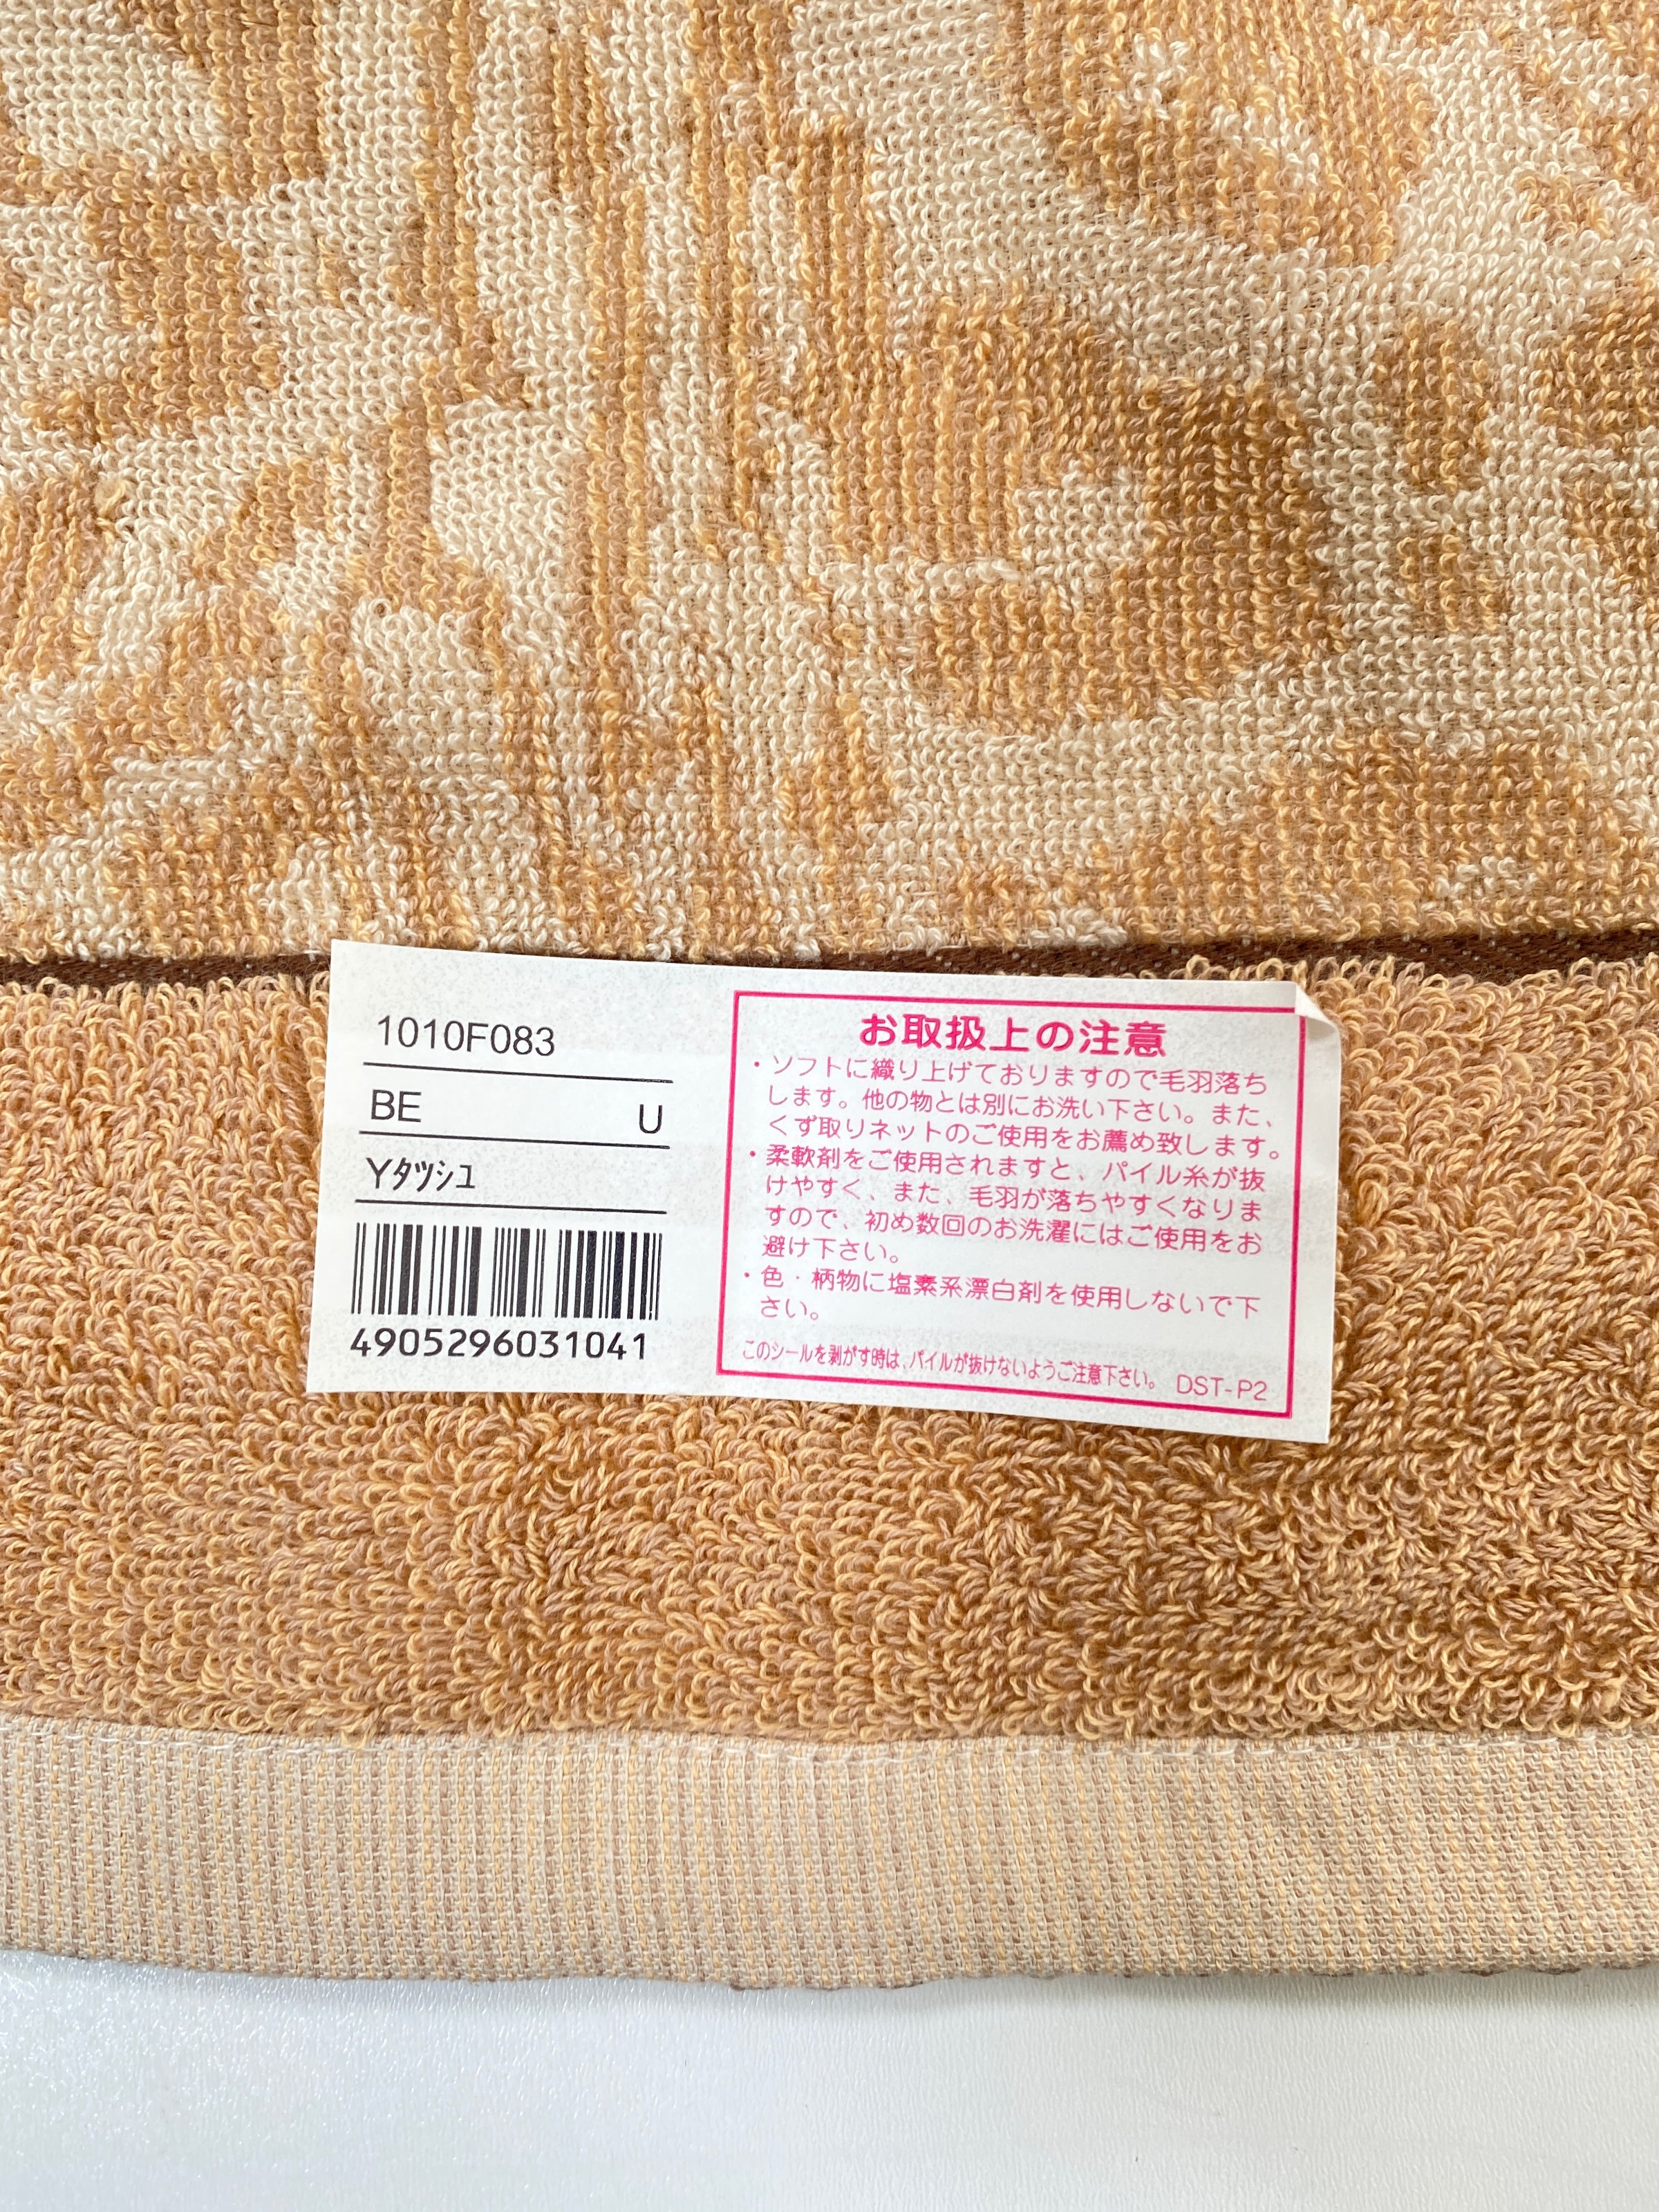 1010F083
BE U
Yﾀﾂｼﾕ
4905296031041
お取扱上の注意
・ソフトに織り上げておりますので毛羽落ち
します。他の物とは別にお洗い下さい。また、
くず取りネットのご使用をお薦め致します。
・柔軟剤をご使用されますと、パイル糸が抜
けやすく、また、毛羽が落ちやすくなりま
すので、初め数回のお洗濯にはご使用をお
避け下さい。
・色・柄物に塩素系漂白剤を使用しないで下
さい。
このシールを剥がす時は、パイルが抜けないようご注意下さい。 DST-P2